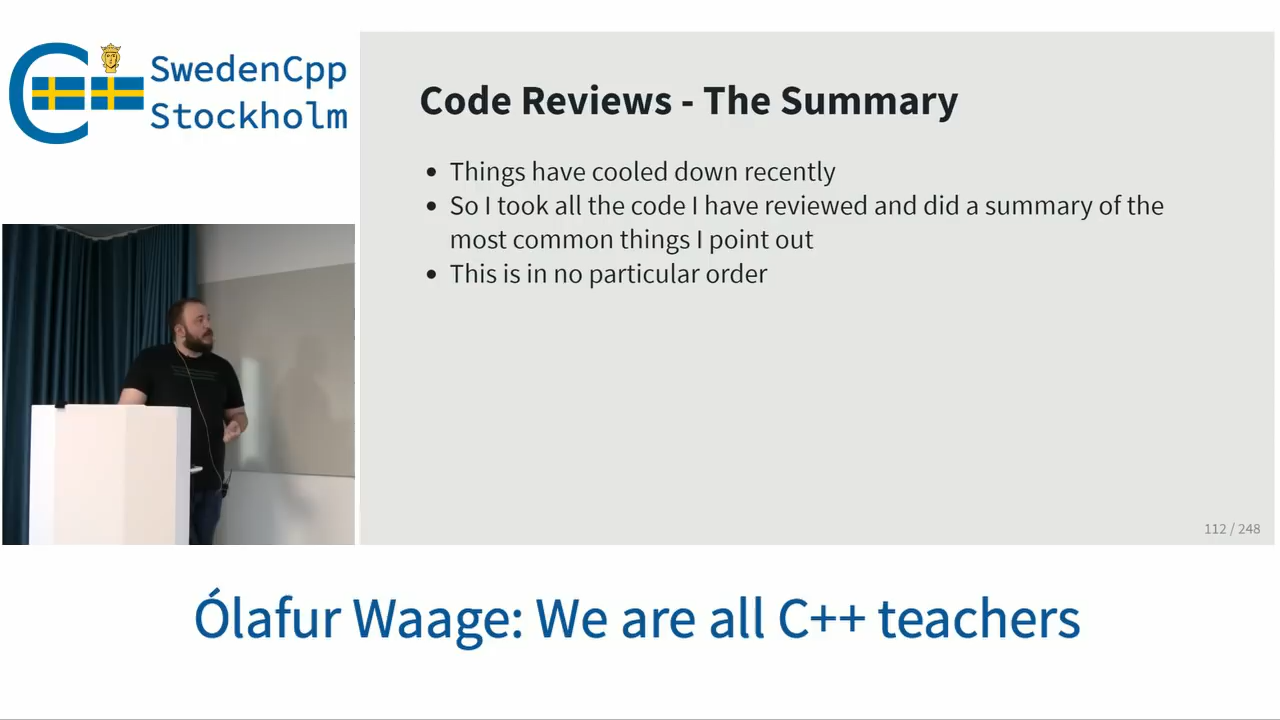 SwedenCpp
Stockholm
Code Reviews - The Summary
• Things have cooled down recently
• So I took all the code I have reviewed and did a summary of the
most common things I point out
• This is in no particular order
112 / 248
Ólafur Waage: We are all C++ teachers